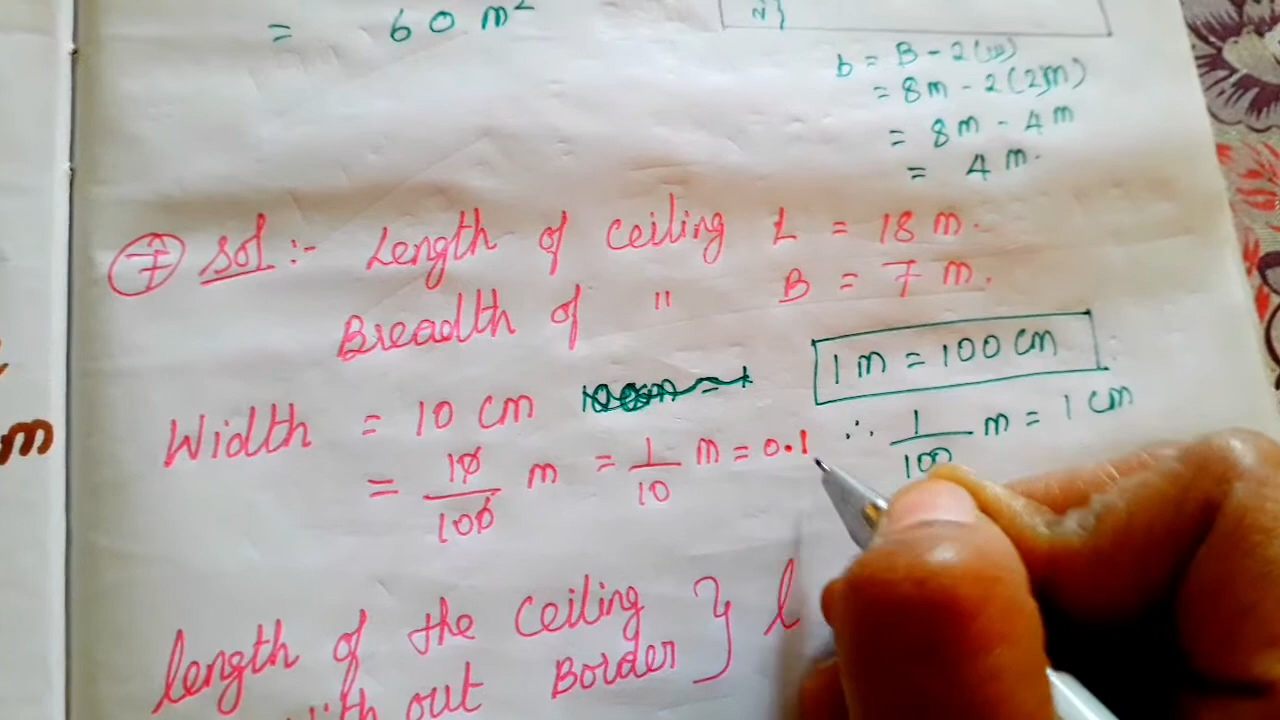 = 60 m²
b = B - 2(w)
= 8m - 2(2m)
= 8m - 4m
= 4m.
7 Sol :- Length of ceiling L = 18 m.
Breadth of " B = 7 m.
1 m = 100 cm
Width = 10 cm
∴ 1/100 m = 1 cm
= 10/100 m = 1/10 m = 0.1
length of the ceiling } l
with out Border
m